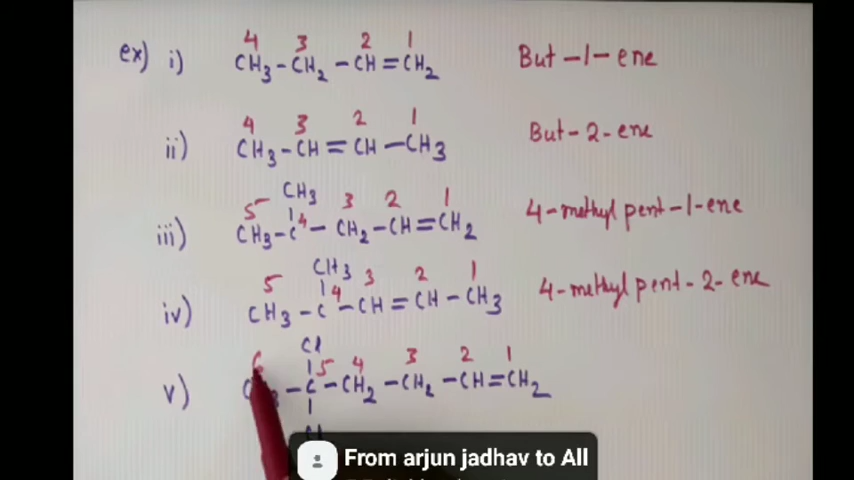 ex) i) CH3-CH2-CH=CH2 But-1-ene
4 3 2 1
ii) CH3-CH=CH-CH3 But-2-ene
4 3 2 1
CH3
iii) CH3-C-CH2-CH=CH2 4-methyl pent-1-ene
5 4 3 2 1
CH3
iv) CH3-C-CH=CH-CH3 4-methyl pent-2-ene
5 4 3 2 1
Cl
v) -C-CH2-CH2-CH=CH2
6 5 4 3 2 1
From arjun jadhav to All